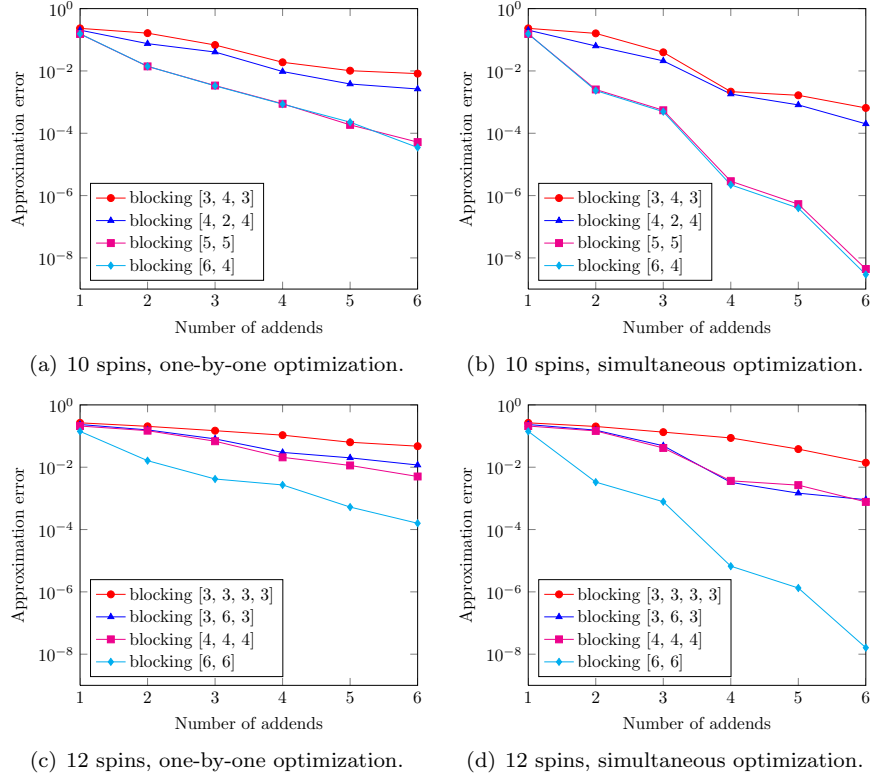 10^0
10^-2
10^-4
10^-6
10^-8
Approximation error
blocking [3, 4, 3]
blocking [4, 2, 4]
blocking [5, 5]
blocking [6, 4]
1 2 3 4 5 6
Number of addends
(a) 10 spins, one-by-one optimization.
10^0
10^-2
10^-4
10^-6
10^-8
Approximation error
blocking [3, 4, 3]
blocking [4, 2, 4]
blocking [5, 5]
blocking [6, 4]
1 2 3 4 5 6
Number of addends
(b) 10 spins, simultaneous optimization.
10^0
10^-2
10^-4
10^-6
10^-8
Approximation error
blocking [3, 3, 3, 3]
blocking [3, 6, 3]
blocking [4, 4, 4]
blocking [6, 6]
1 2 3 4 5 6
Number of addends
(c) 12 spins, one-by-one optimization.
10^0
10^-2
10^-4
10^-6
10^-8
Approximation error
blocking [3, 3, 3, 3]
blocking [3, 6, 3]
blocking [4, 4, 4]
blocking [6, 6]
1 2 3 4 5 6
Number of addends
(d) 12 spins, simultaneous optimization.